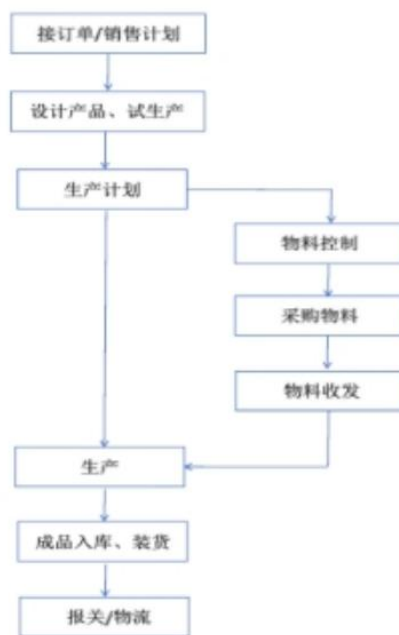 接订单/销售计划
设计产品、试生产
生产计划
物料控制
采购物料
物料收发
生产
成品入库、装货
报关/物流